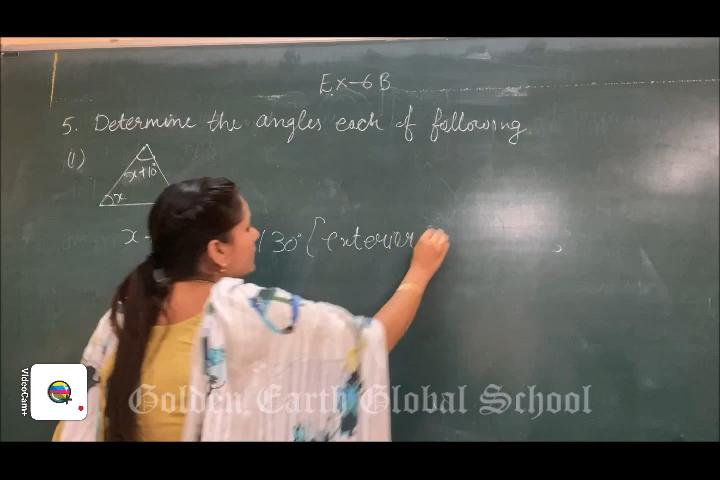 Ex-6B
5. Determine the angles each of following.
(i)
x+10°
x
x 130° [exterior
VideoCam+
Golden Earth Global School